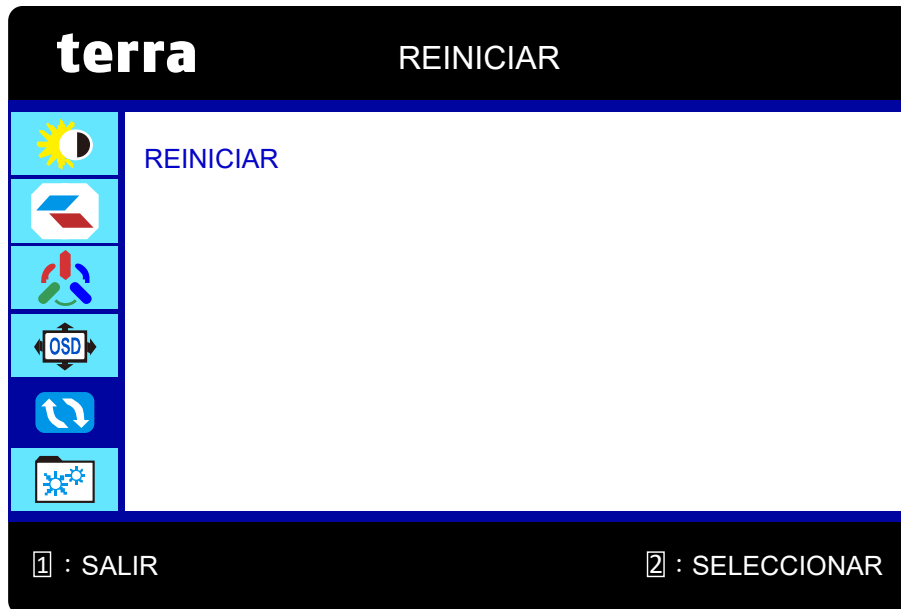 terra REINICIAR
REINICIAR
OSD
1 : SALIR 2 : SELECCIONAR